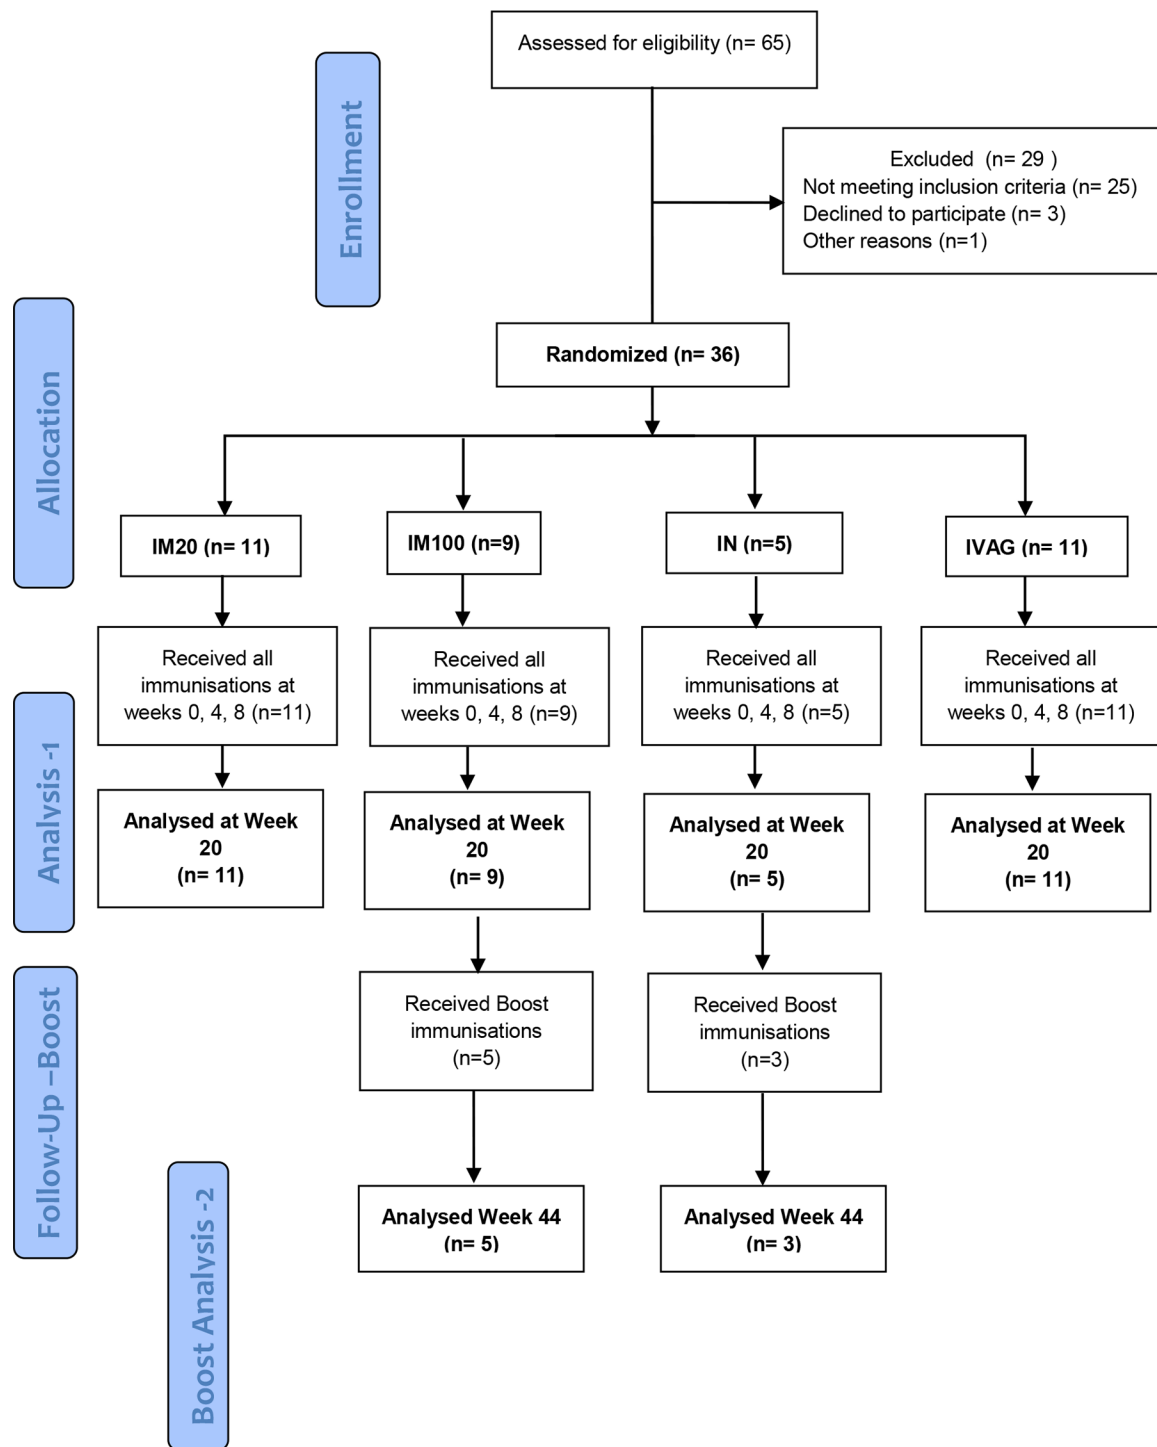 Assessed for eligibility (n= 65)
Enrollment
Excluded  (n= 29 )
Not meeting inclusion criteria (n= 25)
Declined to participate (n= 3)
Other reasons (n=1)
Randomized (n= 36)
Allocation
IM20 (n= 11)
IM100 (n=9)
IN (n=5)
IVAG (n= 11)
Received all
immunisations at
weeks 0, 4, 8 (n=11)
Received all
immunisations at
weeks 0, 4, 8 (n=9)
Received all
immunisations at
weeks 0, 4, 8 (n=5)
Received all
immunisations at
weeks 0, 4, 8 (n=11)
Analysis -1
Analysed at Week
20
(n= 11)
Analysed at Week
20
(n= 9)
Analysed at Week
20
(n= 5)
Analysed at Week
20
(n= 11)
Follow-Up –Boost
Received Boost
immunisations
(n=5)
Received Boost
immunisations
(n=3)
Boost Analysis -2
Analysed Week 44
(n= 5)
Analysed Week 44
(n= 3)